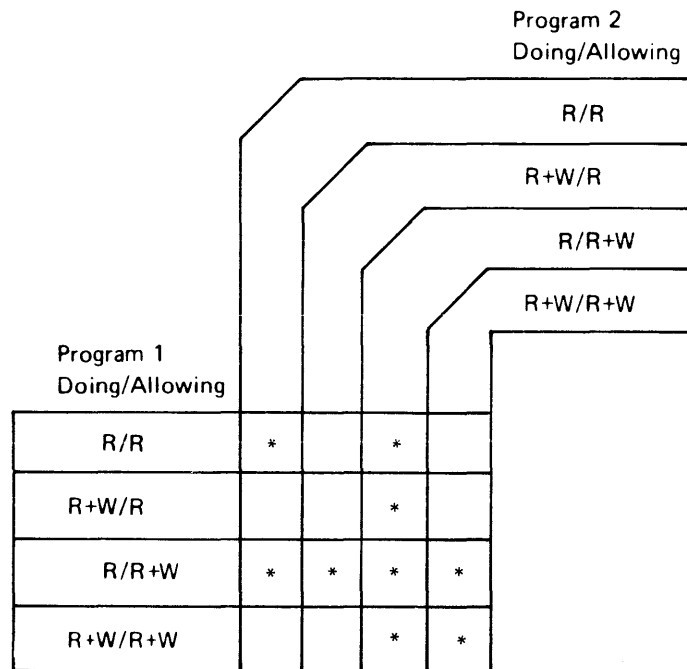 Program 2
Doing/Allowing
R/R
R+W/R
R/R+W
R+W/R+W
Program 1
Doing/Allowing
R/R * *
R+W/R *
R/R+W * * * *
R+W/R+W * *